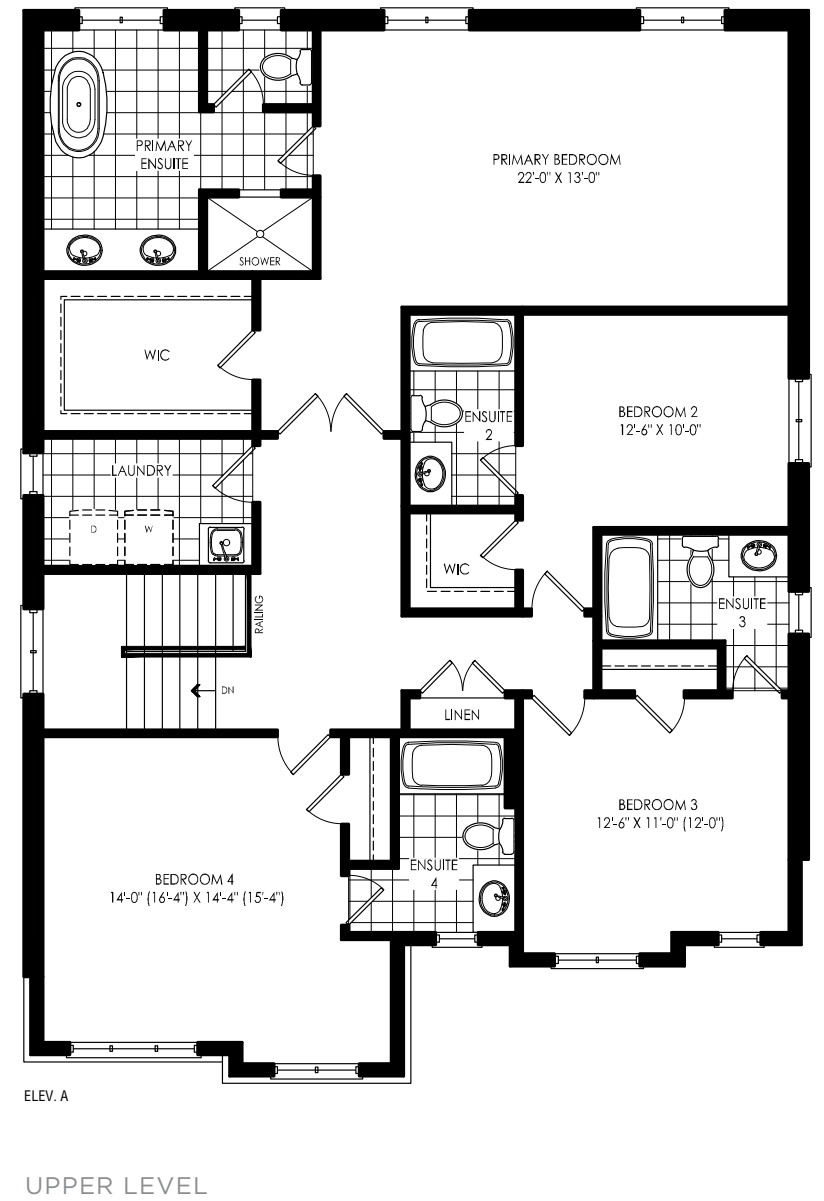 PRIMARY
ENSUITE
PRIMARY BEDROOM
22'-0" X 13'-0"
SHOWER
WIC
ENSUITE
2
BEDROOM 2
12'-6" X 10'-0"
LAUNDRY
D
W
WIC
RAILING
ENSUITE
3
DN
LINEN
BEDROOM 3
12'-6" X 11'-0" (12'-0")
BEDROOM 4
14'-0" (16'-4") X 14'-4" (15'-4")
ENSUITE
4
ELEV. A
UPPER LEVEL